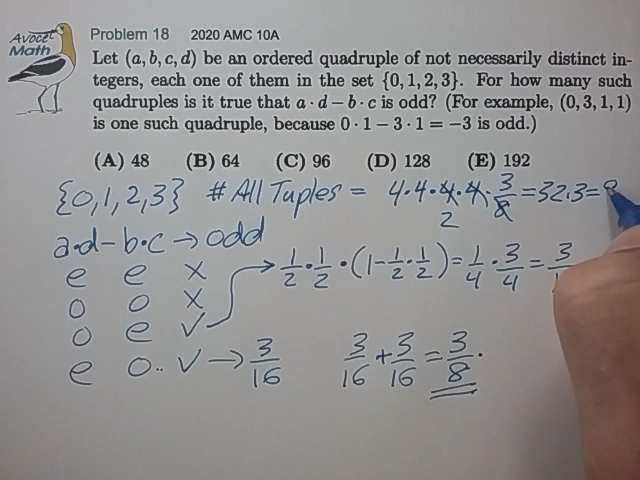 Avocet Math
Problem 18 2020 AMC 10A
Let (a, b, c, d) be an ordered quadruple of not necessarily distinct in-
tegers, each one of them in the set {0, 1, 2, 3}. For how many such
quadruples is it true that a · d − b · c is odd? (For example, (0, 3, 1, 1)
is one such quadruple, because 0 · 1 − 3 · 1 = −3 is odd.)
(A) 48 (B) 64 (C) 96 (D) 128 (E) 192
{0,1,2,3} # All Tuples = 4·4·4·4·3/8=32·3=
2
a·d−b·c→odd
e e x
o o x
o e ✓ → 1/2·1/2·(1−1/2·1/2)=1/4·3/4=3/
e o.. ✓ → 3/16 3/16+3/16=3/8.